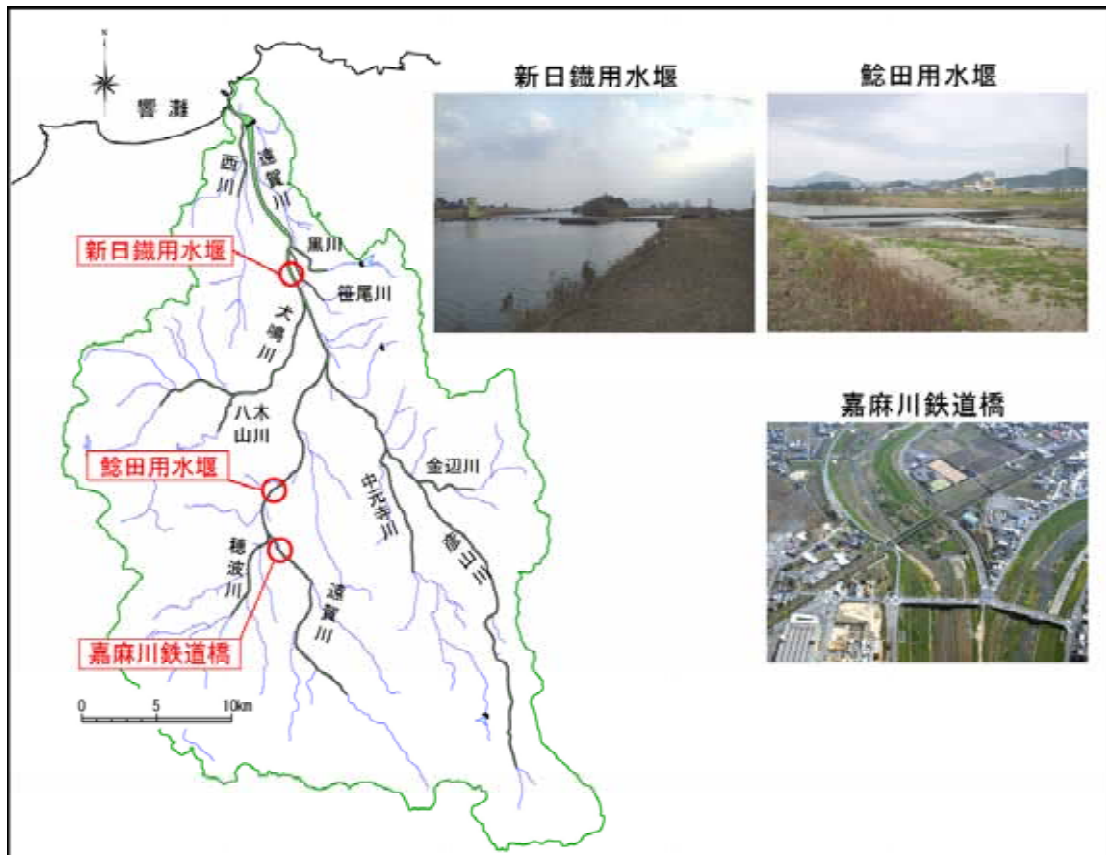 N
響 灘
西川
遠賀川
新日鐵用水堰
黒川
笹尾川
犬鳴川
八木
山川
鯰田用水堰
金辺川
中元寺川
彦山川
穂波川
遠賀川
嘉麻川鉄道橋
0 5 10km
新日鐵用水堰
鯰田用水堰
嘉麻川鉄道橋